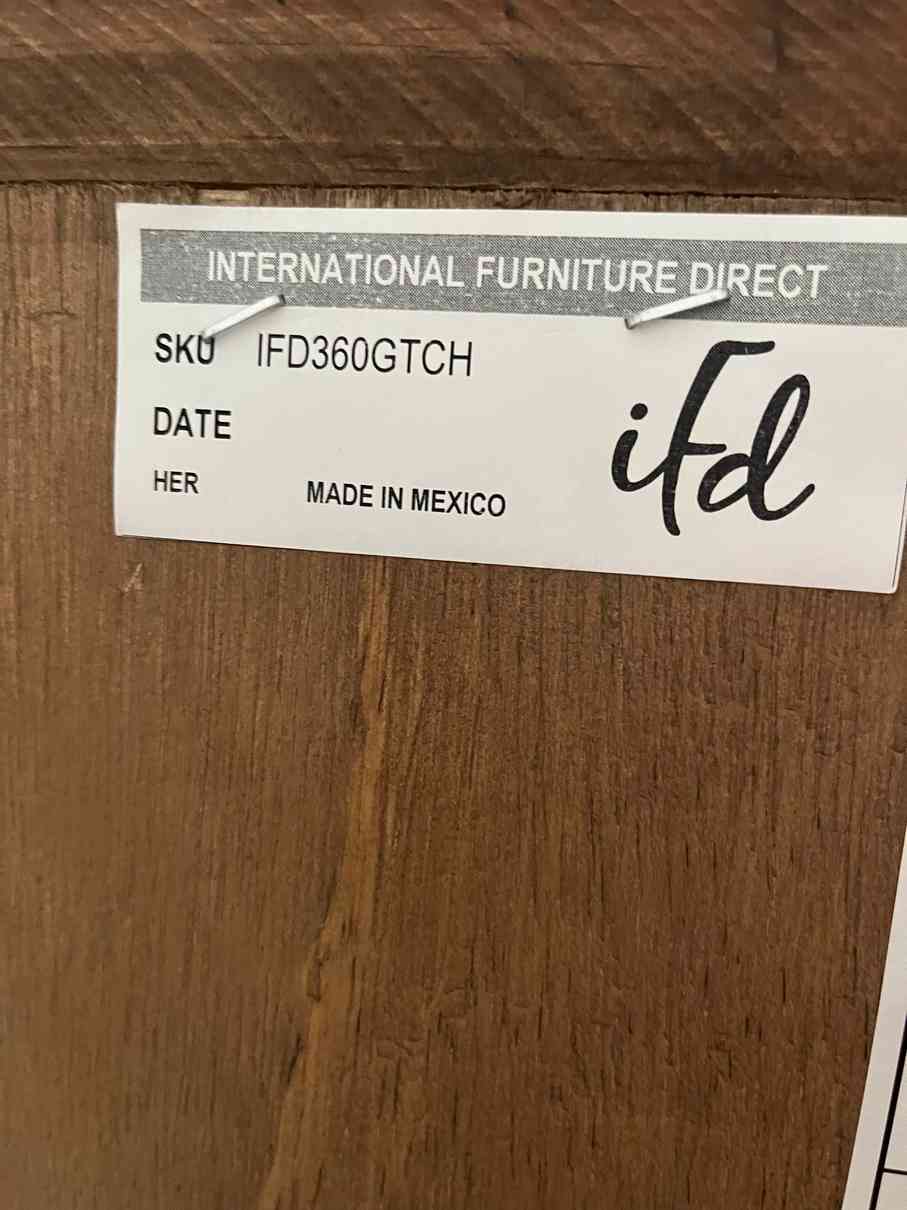 INTERNATIONAL FURNITURE DIRECT
SKU IFD360GTCH
DATE
HER MADE IN MEXICO
ifd